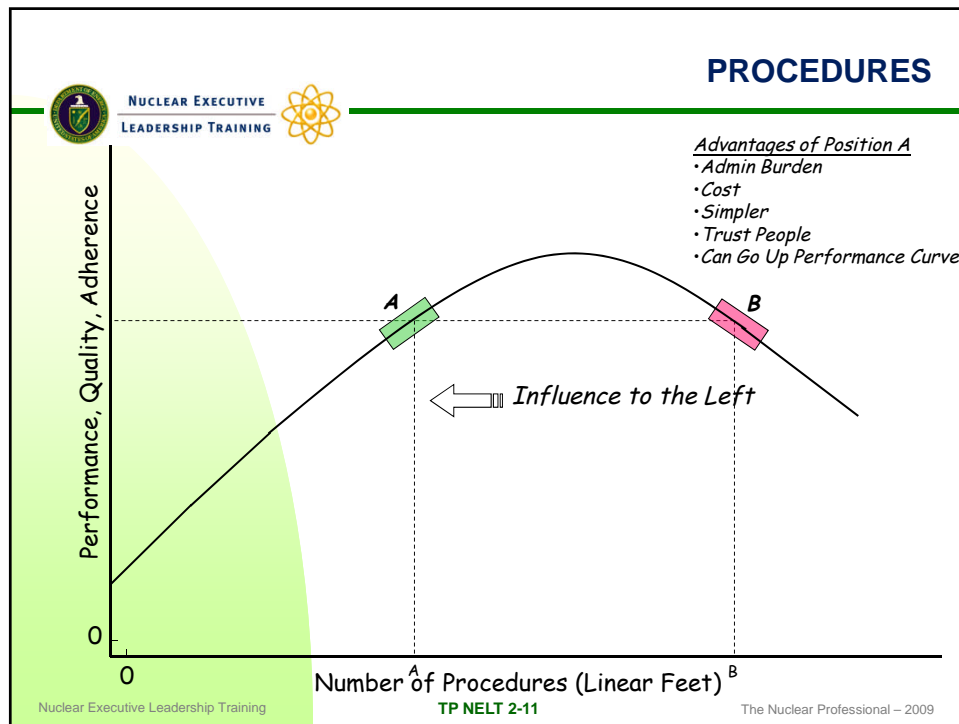 PROCEDURES
NUCLEAR EXECUTIVE
LEADERSHIP TRAINING
Advantages of Position A
•Admin Burden
•Cost
•Simpler
•Trust People
•Can Go Up Performance Curve
Performance, Quality, Adherence
A
B
Influence to the Left
0
0
A
B
Number of Procedures (Linear Feet)
Nuclear Executive Leadership Training
TP NELT 2-11
The Nuclear Professional – 2009